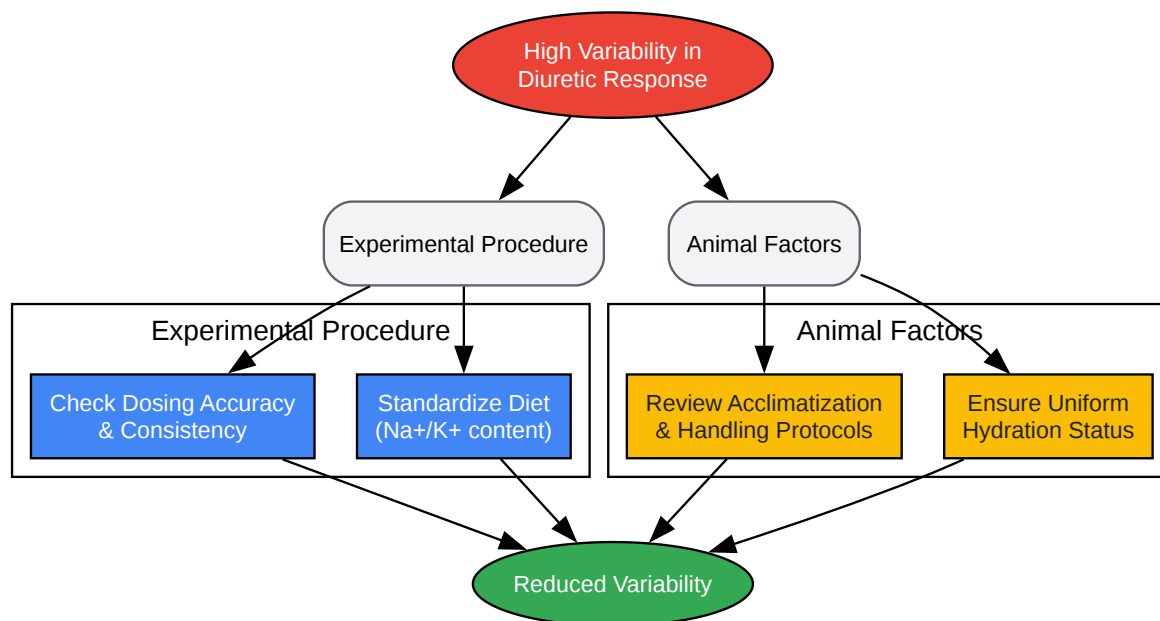 High Variability in
Diuretic Response
Experimental Procedure
Animal Factors
Experimental Procedure
Animal Factors
Check Dosing Accuracy
& Consistency
Standardize Diet
(Na+/K+ content)
Review Acclimatization
& Handling Protocols
Ensure Uniform
Hydration Status
Reduced Variability